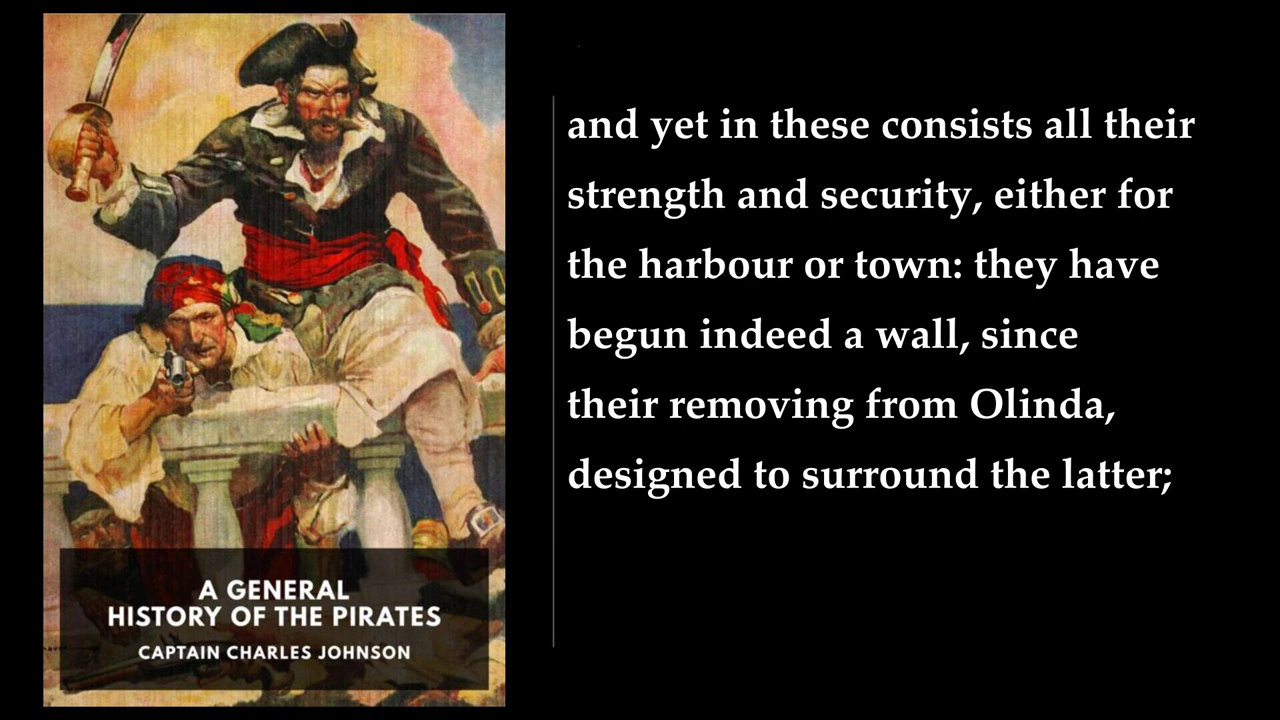 A GENERAL
HISTORY OF THE PIRATES
CAPTAIN CHARLES JOHNSON
and yet in these consists all their
strength and security, either for
the harbour or town: they have
begun indeed a wall, since
their removing from Olinda,
designed to surround the latter;